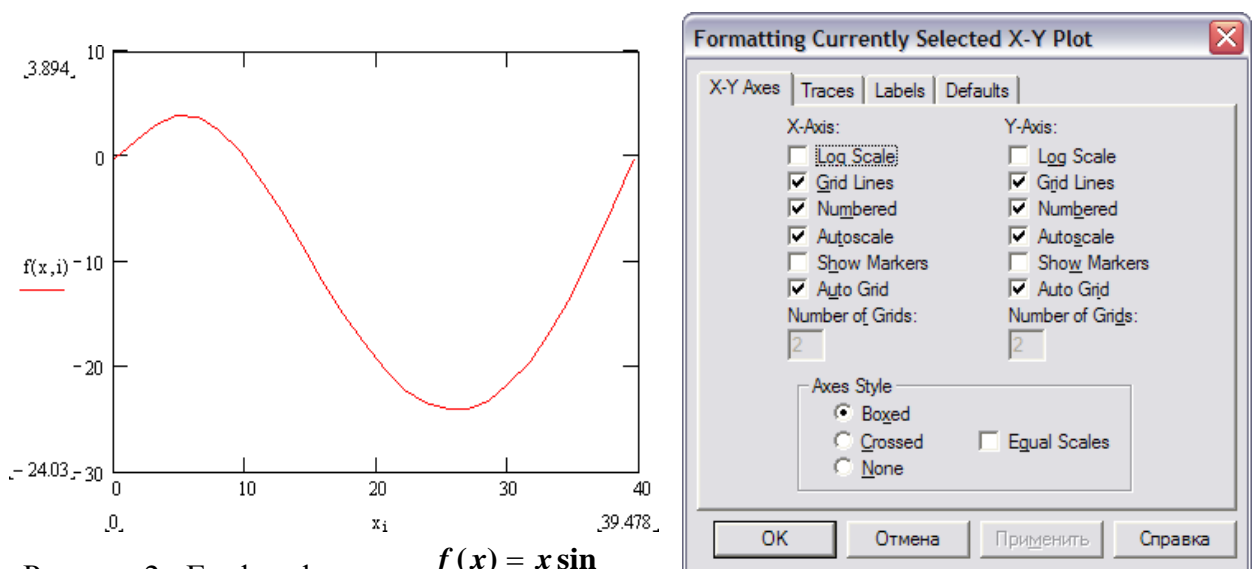 10
3.894
0
f(x,i)
-10
-20
- 24.03
-30
0 10 20 30 40
0 xi 39.478
f(x) = x sin
Formatting Currently Selected X-Y Plot
X-Y Axes Traces Labels Defaults
X-Axis: Y-Axis:
Log Scale Log Scale
Grid Lines Grid Lines
Numbered Numbered
Autoscale Autoscale
Show Markers Show Markers
Auto Grid Auto Grid
Number of Grids: Number of Grids:
2 2
Axes Style
Boxed
Crossed Equal Scales
None
OK Отмена Применить Справка